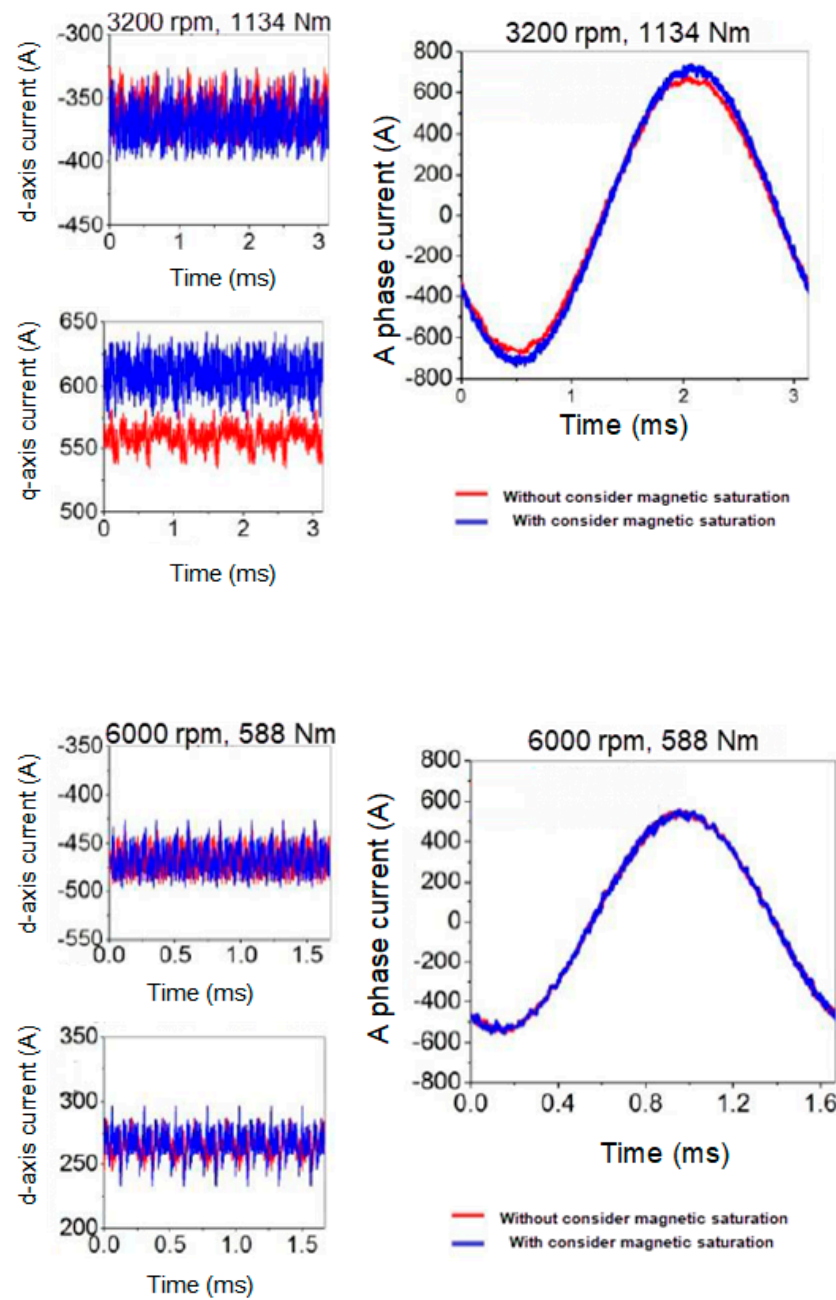 3200 rpm, 1134 Nm
d-axis current (A)
-300
-350
-400
-450
0 1 2 3
Time (ms)
q-axis current (A)
650
600
550
500
0 1 2 3
Time (ms)
3200 rpm, 1134 Nm
A phase current (A)
800
600
400
200
0
-200
-400
-600
-800
0 1 2 3
Time (ms)
Without consider magnetic saturation
With consider magnetic saturation
6000 rpm, 588 Nm
d-axis current (A)
-350
-400
-450
-500
-550
0.0 0.5 1.0 1.5
Time (ms)
d-axis current (A)
350
300
250
200
0.0 0.5 1.0 1.5
Time (ms)
6000 rpm, 588 Nm
A phase current (A)
800
600
400
200
0
-200
-400
-600
-800
0.0 0.4 0.8 1.2 1.6
Time (ms)
Without consider magnetic saturation
With consider magnetic saturation